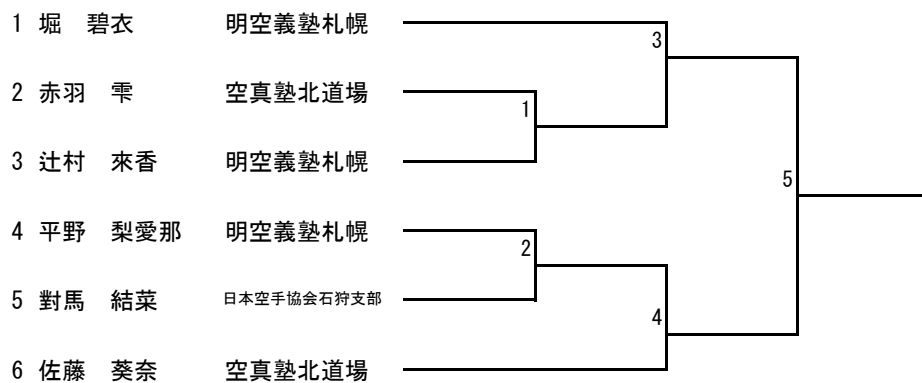 1 堀　碧衣　明空義塾札幌
3
2 赤羽　雫　空真塾北道場
1
3 辻村　來香　明空義塾札幌
5
4 平野　梨愛那　明空義塾札幌
2
5 對馬　結菜　日本空手協会石狩支部
4
6 佐藤　葵奈　空真塾北道場